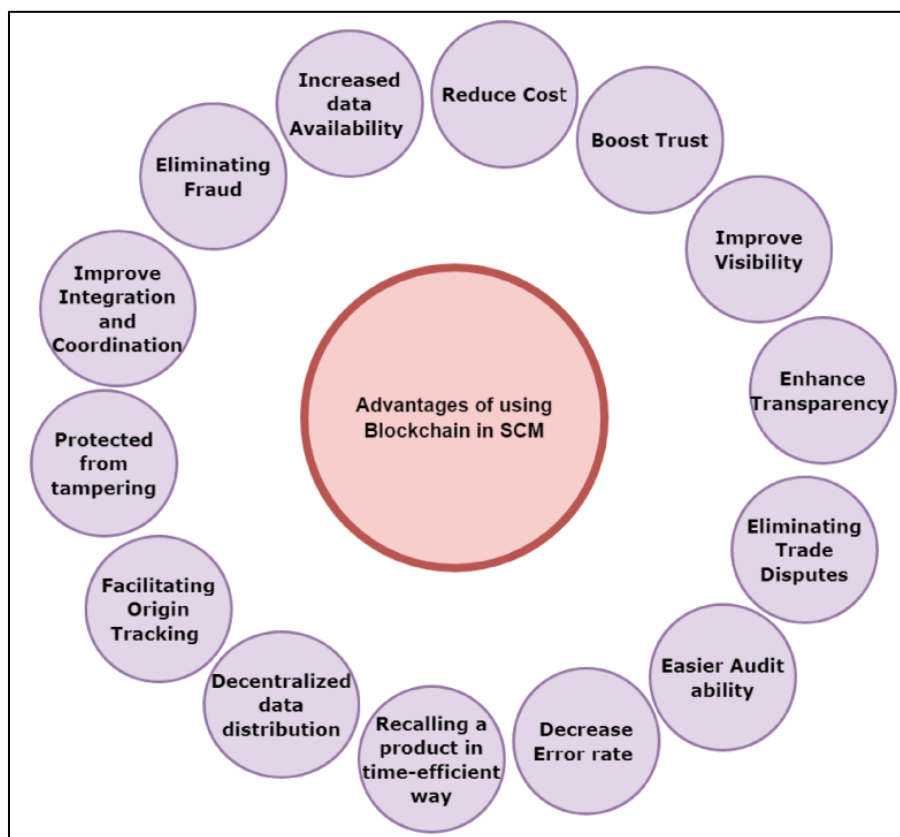 Increased
data
Availability
Reduce Cost
Boost Trust
Improve
Visibility
Enhance
Transparency
Eliminating
Trade
Disputes
Easier Audit
ability
Decrease
Error rate
Recalling a
product in
time-efficient
way
Decentralized
data
distribution
Facilitating
Origin
Tracking
Protected
from
tampering
Improve
Integration
and
Coordination
Eliminating
Fraud
Advantages of using
Blockchain in SCM